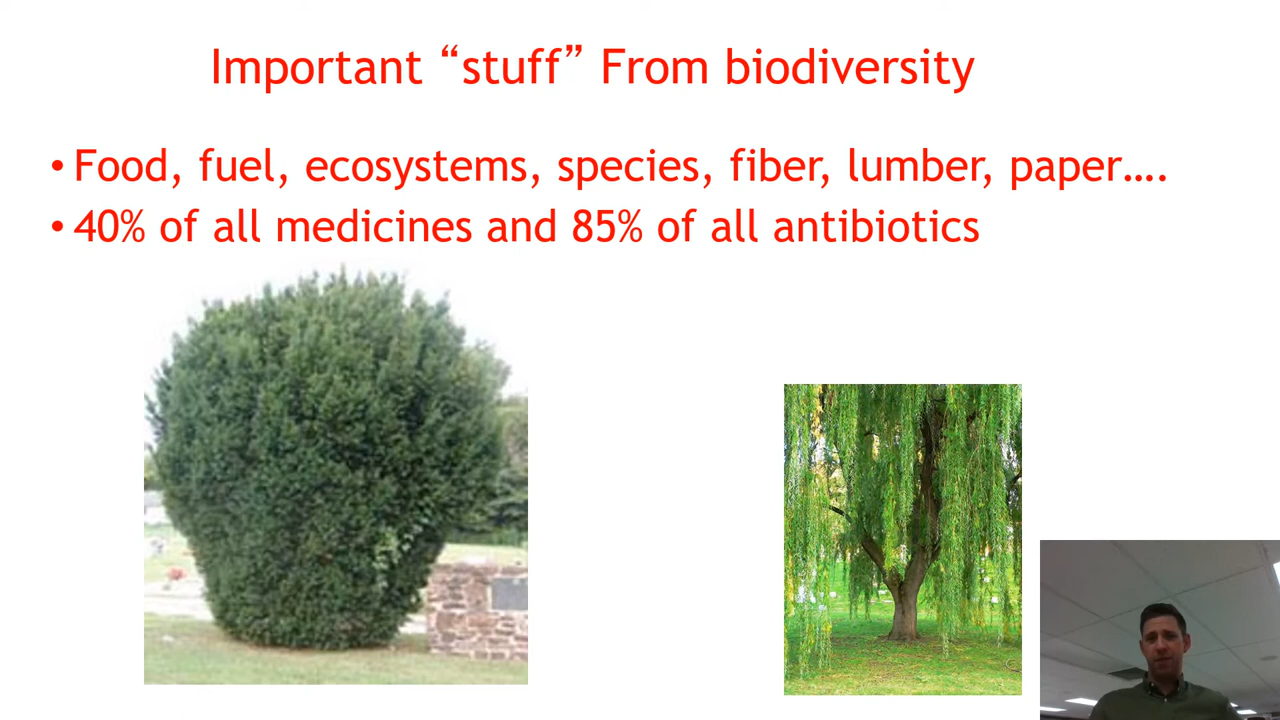 Important “stuff” From biodiversity
• Food, fuel, ecosystems, species, fiber, lumber, paper….
• 40% of all medicines and 85% of all antibiotics